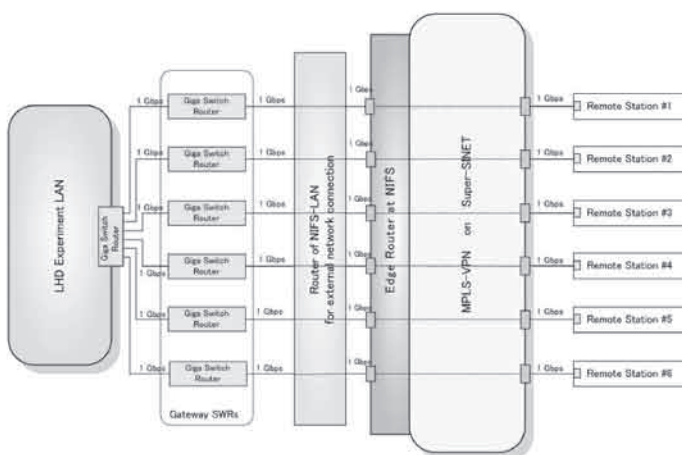 LHD Experiment LAN
Giga Switch
Router
1 Gbps
1 Gbps
1 Gbps
1 Gbps
1 Gbps
1 Gbps
Giga Switch
Router
Giga Switch
Router
Giga Switch
Router
Giga Switch
Router
Giga Switch
Router
Giga Switch
Router
Gateway SWRs
1 Gbps
1 Gbps
1 Gbps
1 Gbps
1 Gbps
1 Gbps
Router of NIFS-LAN
for external network connection
1 Gbps
1 Gbps
1 Gbps
1 Gbps
1 Gbps
1 Gbps
Edge Router at NIFS
MPLS-VPN on Super-SINET
1 Gbps
Remote Station #1
1 Gbps
Remote Station #2
1 Gbps
Remote Station #3
1 Gbps
Remote Station #4
1 Gbps
Remote Station #5
1 Gbps
Remote Station #6